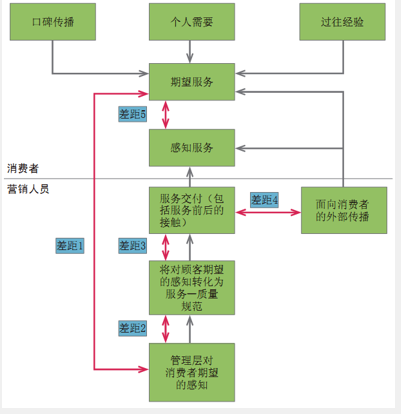 口碑传播
个人需要
过往经验
期望服务
差距5
感知服务
消费者
营销人员
服务交付（包
括服务前后的
接触）
差距4
面向消费者
的外部传播
差距1
差距3
将对顾客期望
的感知转化为
服务—质量
规范
差距2
管理层对
消费者期望
的感知